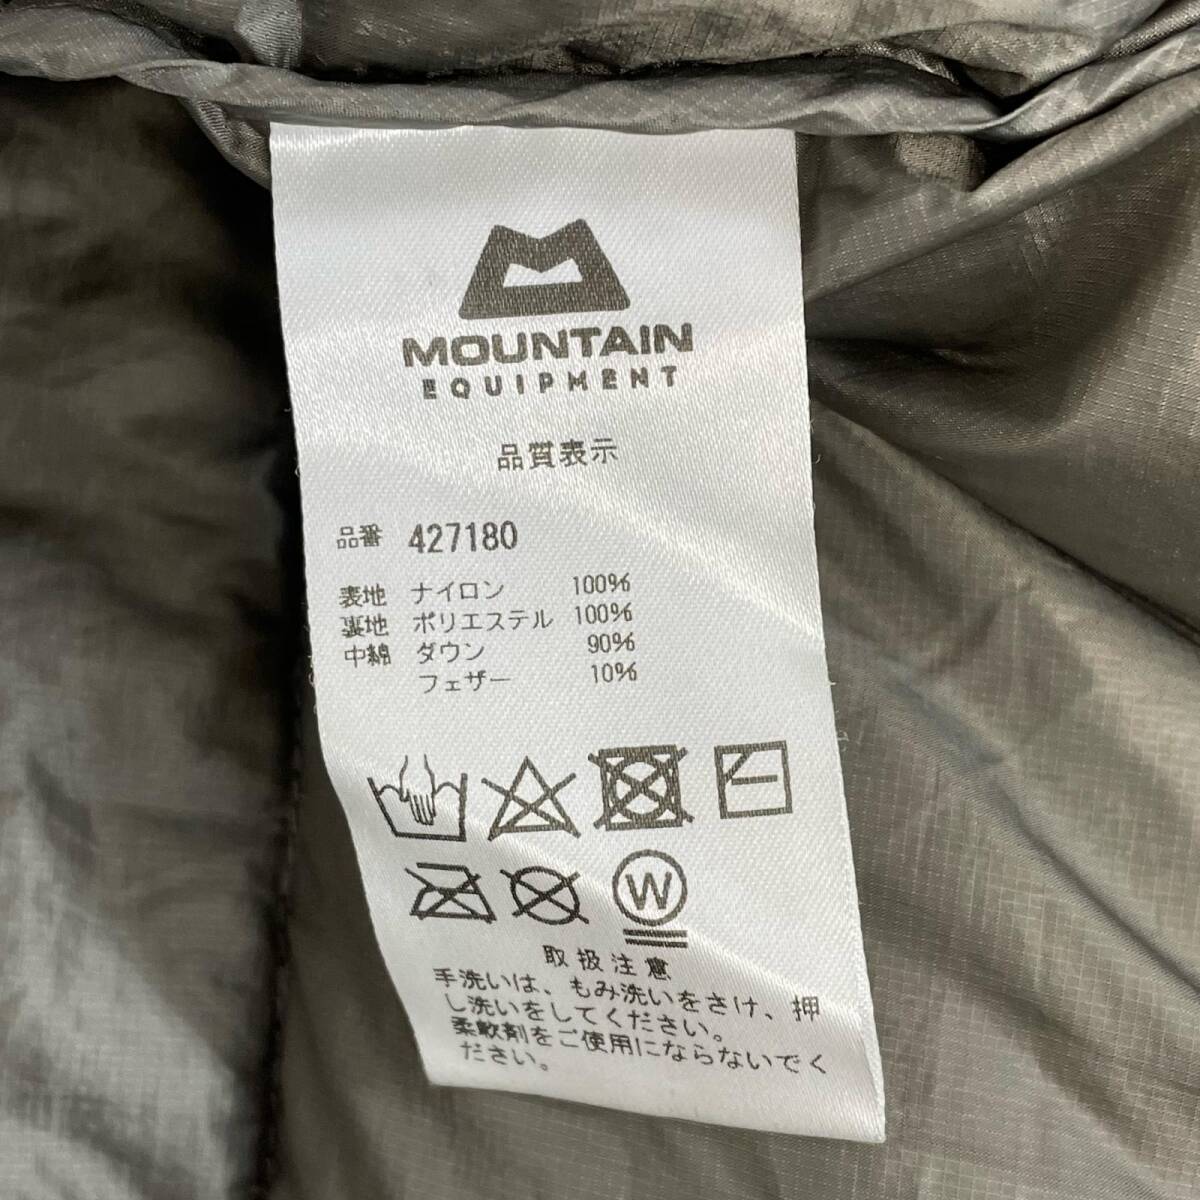 MOUNTAIN
EQUIPMENT
品質表示
品番 427180
表地 ナイロン 100%
裏地 ポリエステル 100%
中綿 ダウン 90%
フェザー 10%
W
取扱注意
手洗いは、もみ洗いをさけ、押
し洗いをしてください。
柔軟剤をご使用にならないでく
ださい。